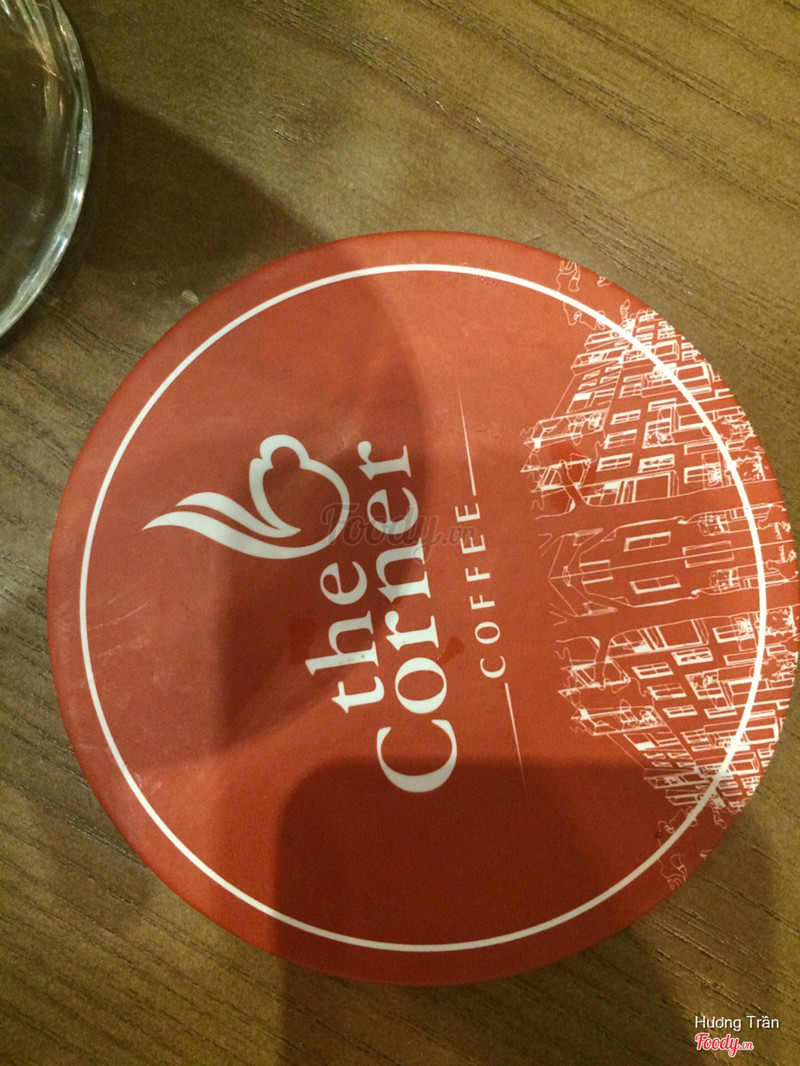 the
Corner
COFFEE
Foody.vn
Hương Trần
Foody.vn